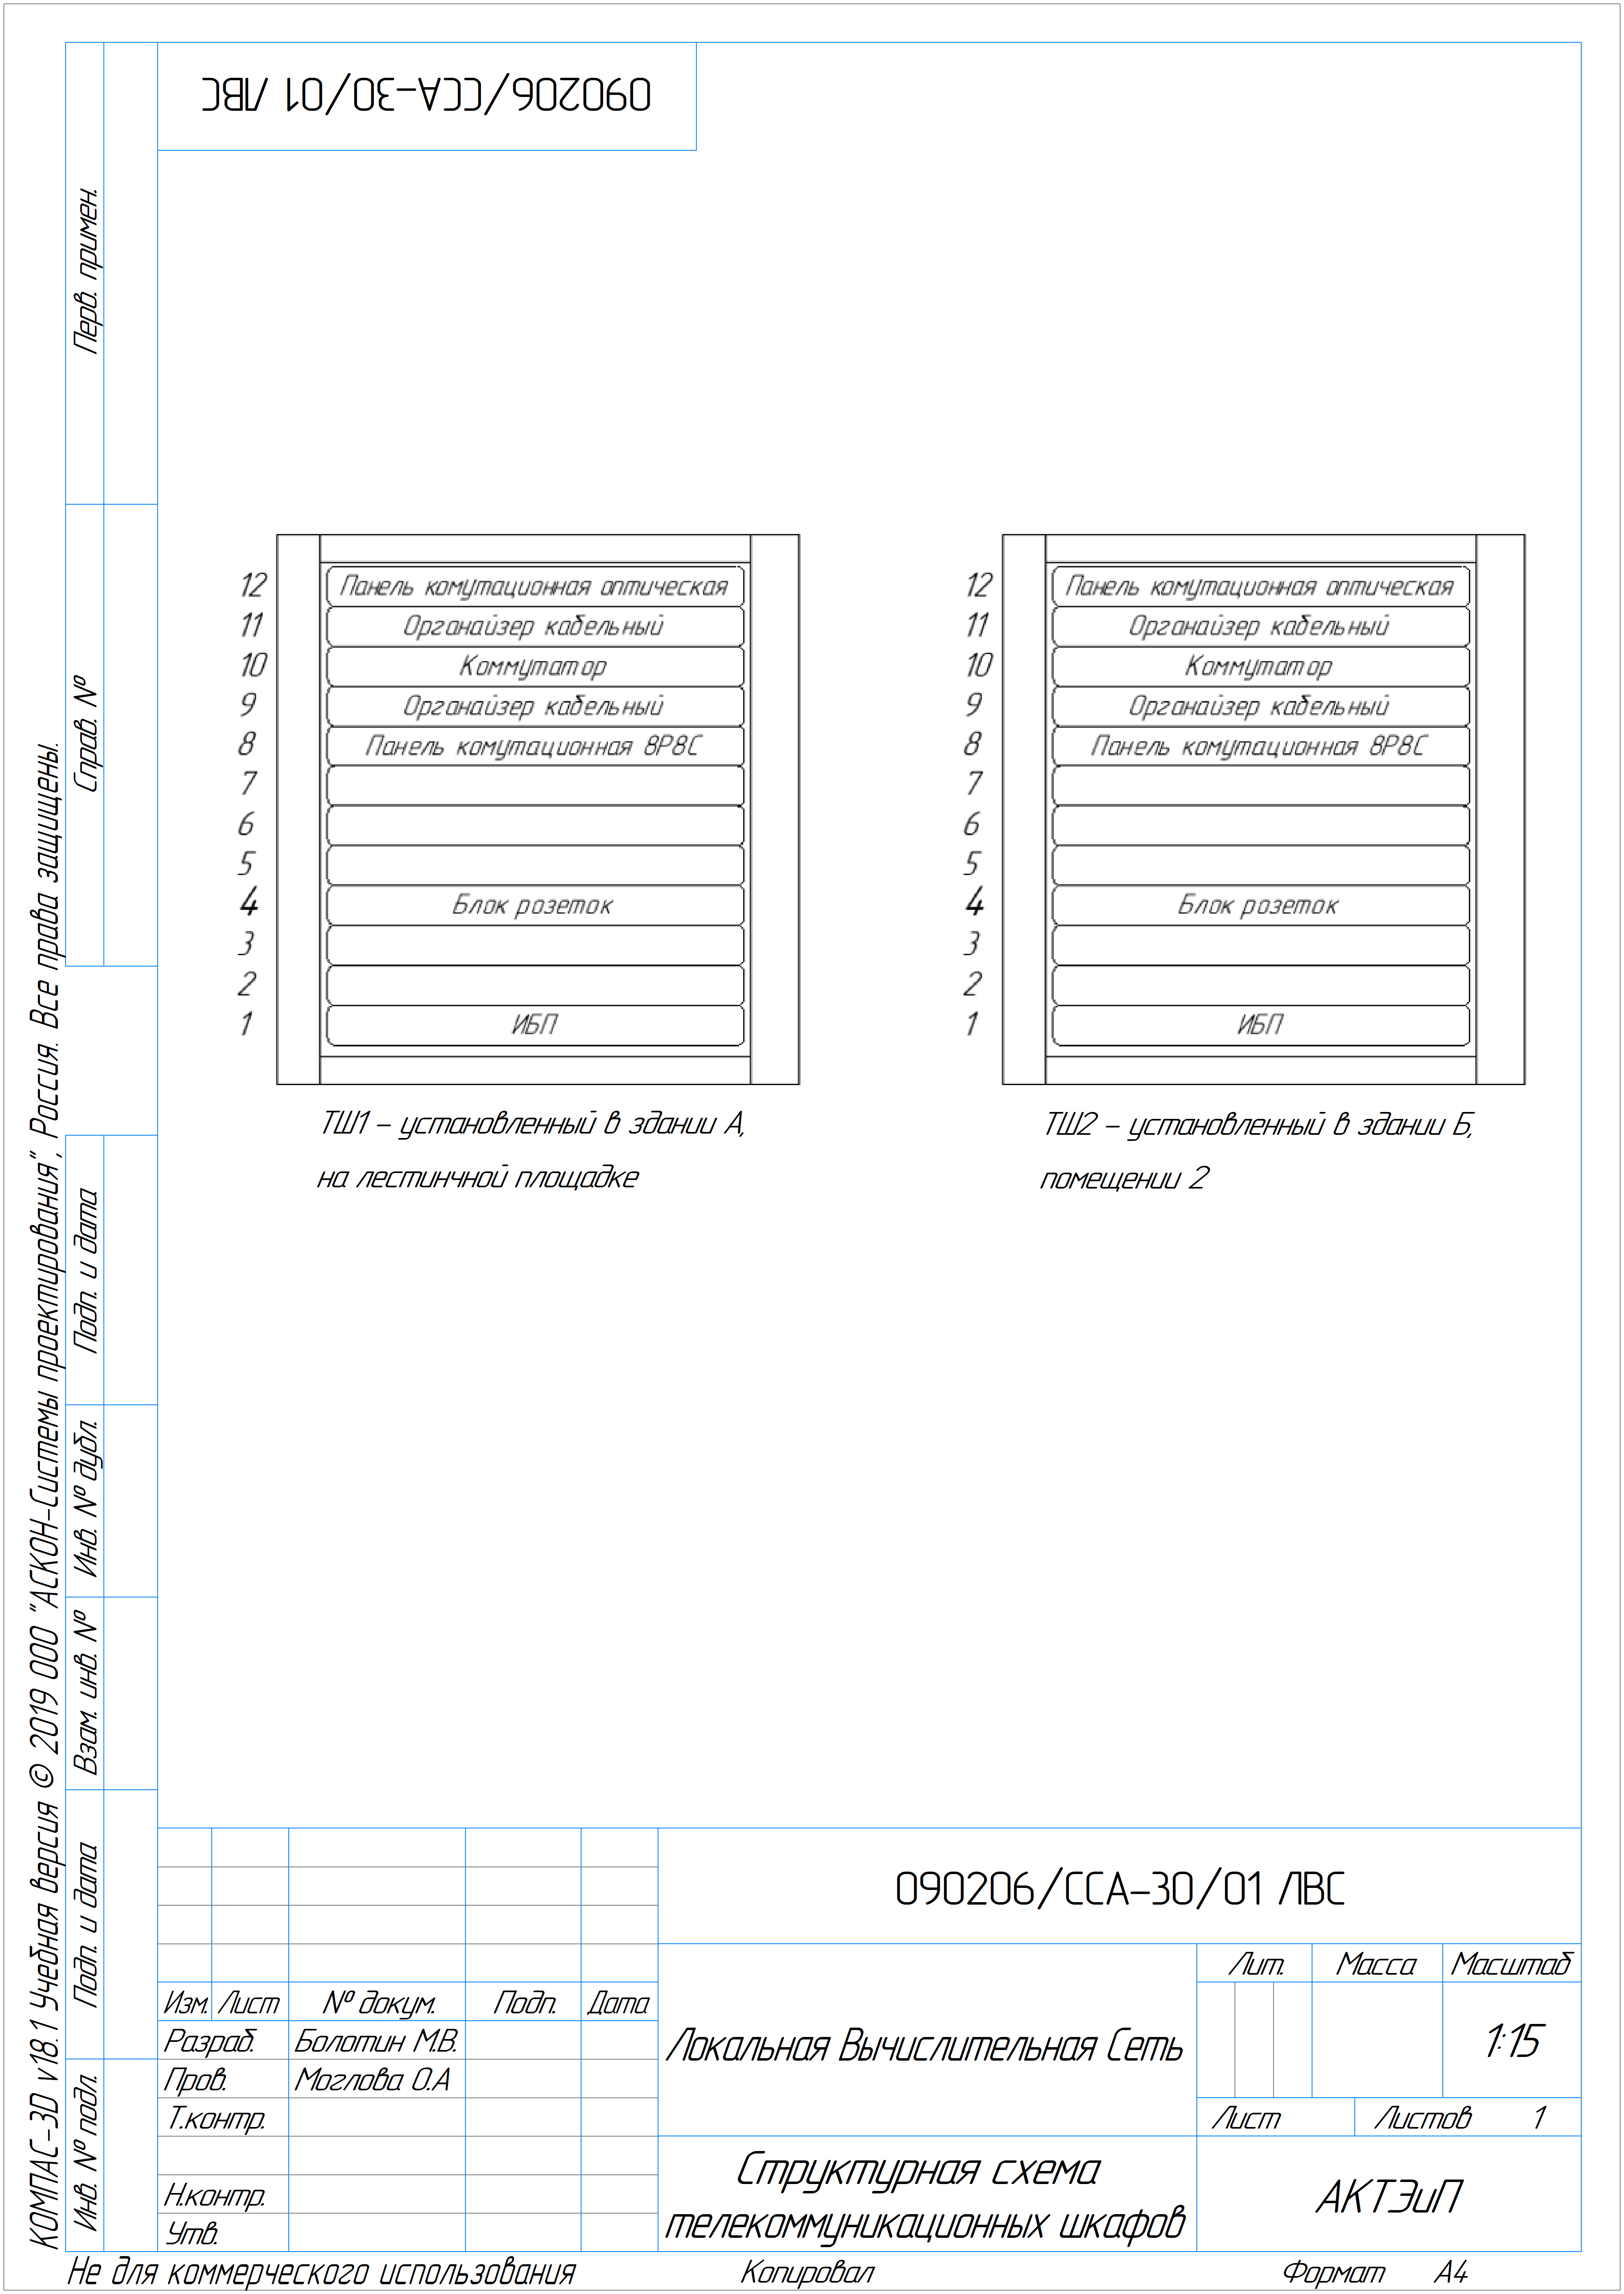 090206/ССА-30/01 ЛВС
Перв. примен.
Справ. №
Подп. и дата
Инв. № дубл.
Взам. инв. №
Подп. и дата
Инв. № подл.
КОМПАС-3D v18.1 Учебная версия © 2019 ООО "АСКОН-Системы проектирования", Россия. Все права защищены.
12 Панель комутационная оптическая
11 Органайзер кабельный
10 Коммутатор
9 Органайзер кабельный
8 Панель комутационная 8P8C
7
6
5
4 Блок розеток
3
2
1 ИБП
ТШ1 - установленный в здании А,
на лестинчной площадке
12 Панель комутационная оптическая
11 Органайзер кабельный
10 Коммутатор
9 Органайзер кабельный
8 Панель комутационная 8P8C
7
6
5
4 Блок розеток
3
2
1 ИБП
ТШ2 - установленный в здании Б,
помещении 2
090206/ССА-30/01 ЛВС
Изм. Лист № докум. Подп. Дата
Разраб. Болотин М.В.
Пров. Моглова О.А
Т.контр.
Н.контр.
Утв.
Локальная Вычислительная Сеть
Лит. Масса Масштаб
1:15
Лист Листов 1
Структурная схема
телекоммуникационных шкафов
АКТЭиП
Не для коммерческого использования Копировал Формат А4